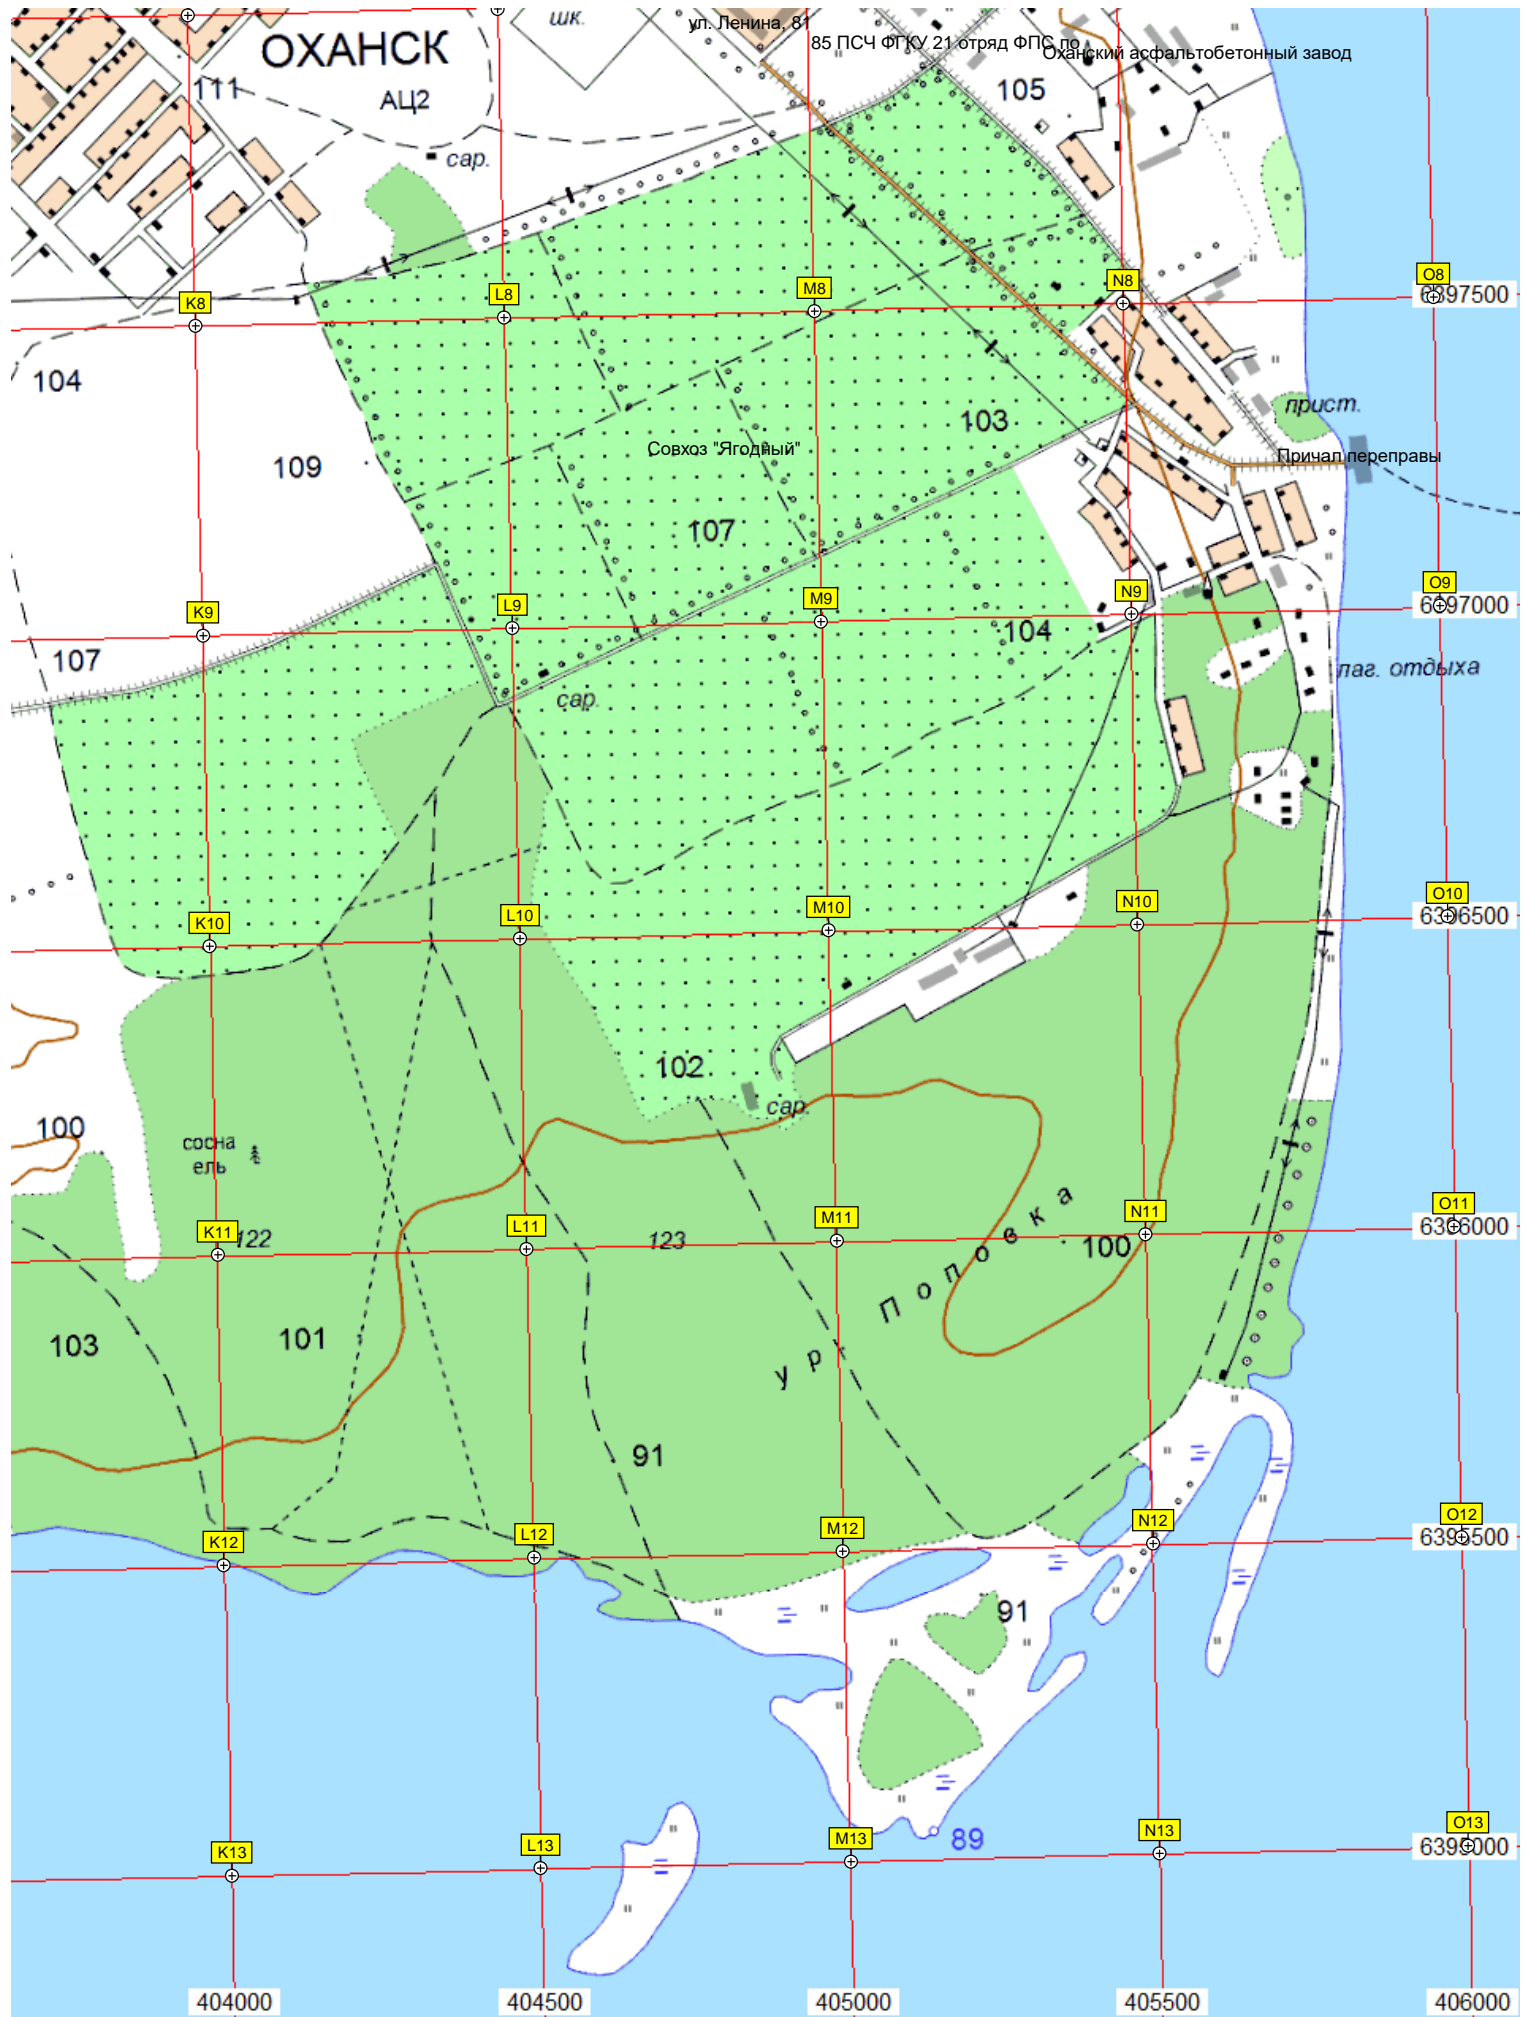 шк.
ул. Ленина, 81
85 ПСЧ ФГКУ 21 отряд ФПС по
Оханский асфальтобетонный завод
ОХАНСК
111
АЦ2
105
сар.
K8
L8
M8
N8
O8
6397500
104
103
прист.
109
Совхоз "Ягодный"
Причал переправы
107
K9
L9
M9
N9
O9
6397000
107
104
лаг. отдыха
сар.
K10
L10
M10
N10
O10
6396500
102
сар.
100
сосна
ель
K11
L11
M11
N11
O11
6396000
122
123
100
ур. Поповка
103
101
91
K12
L12
M12
N12
O12
6395500
91
K13
L13
M13
N13
O13
6395000
89
404000
404500
405000
405500
406000